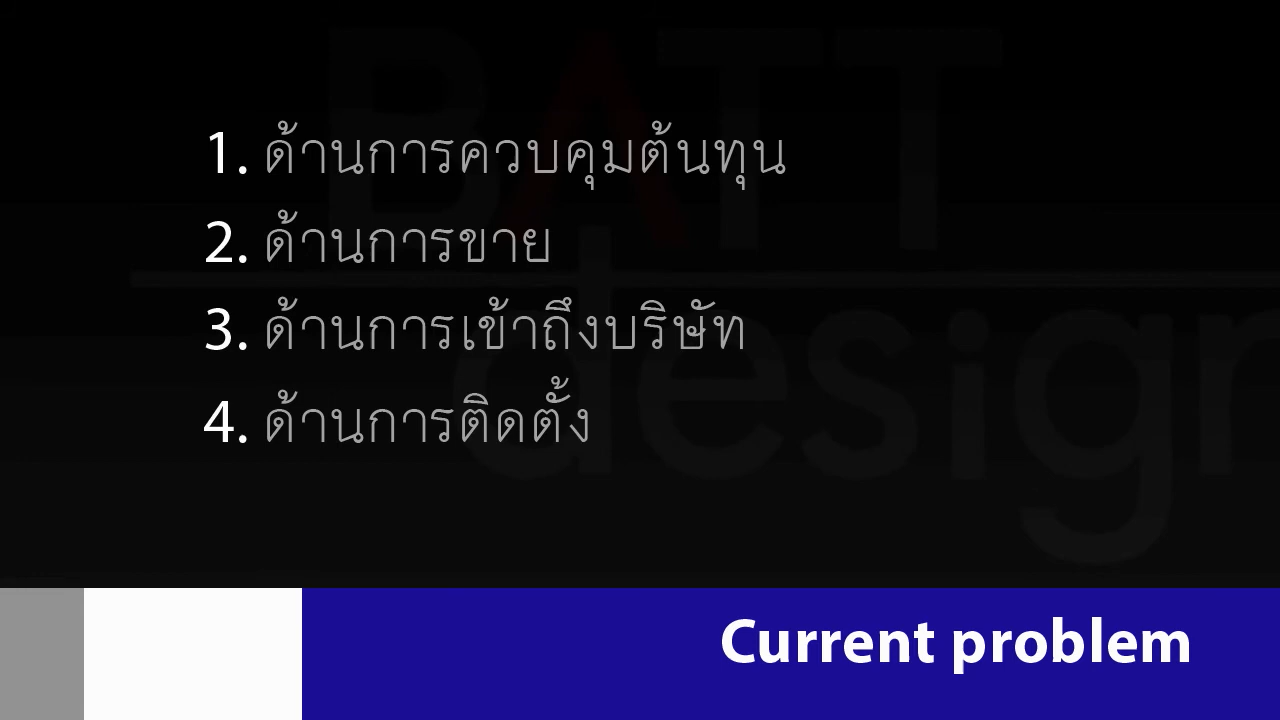 BATT
design
1. ด้านการควบคุมต้นทุน
2. ด้านการขาย
3. ด้านการเข้าถึงบริษัท
4. ด้านการติดตั้ง
Current problem